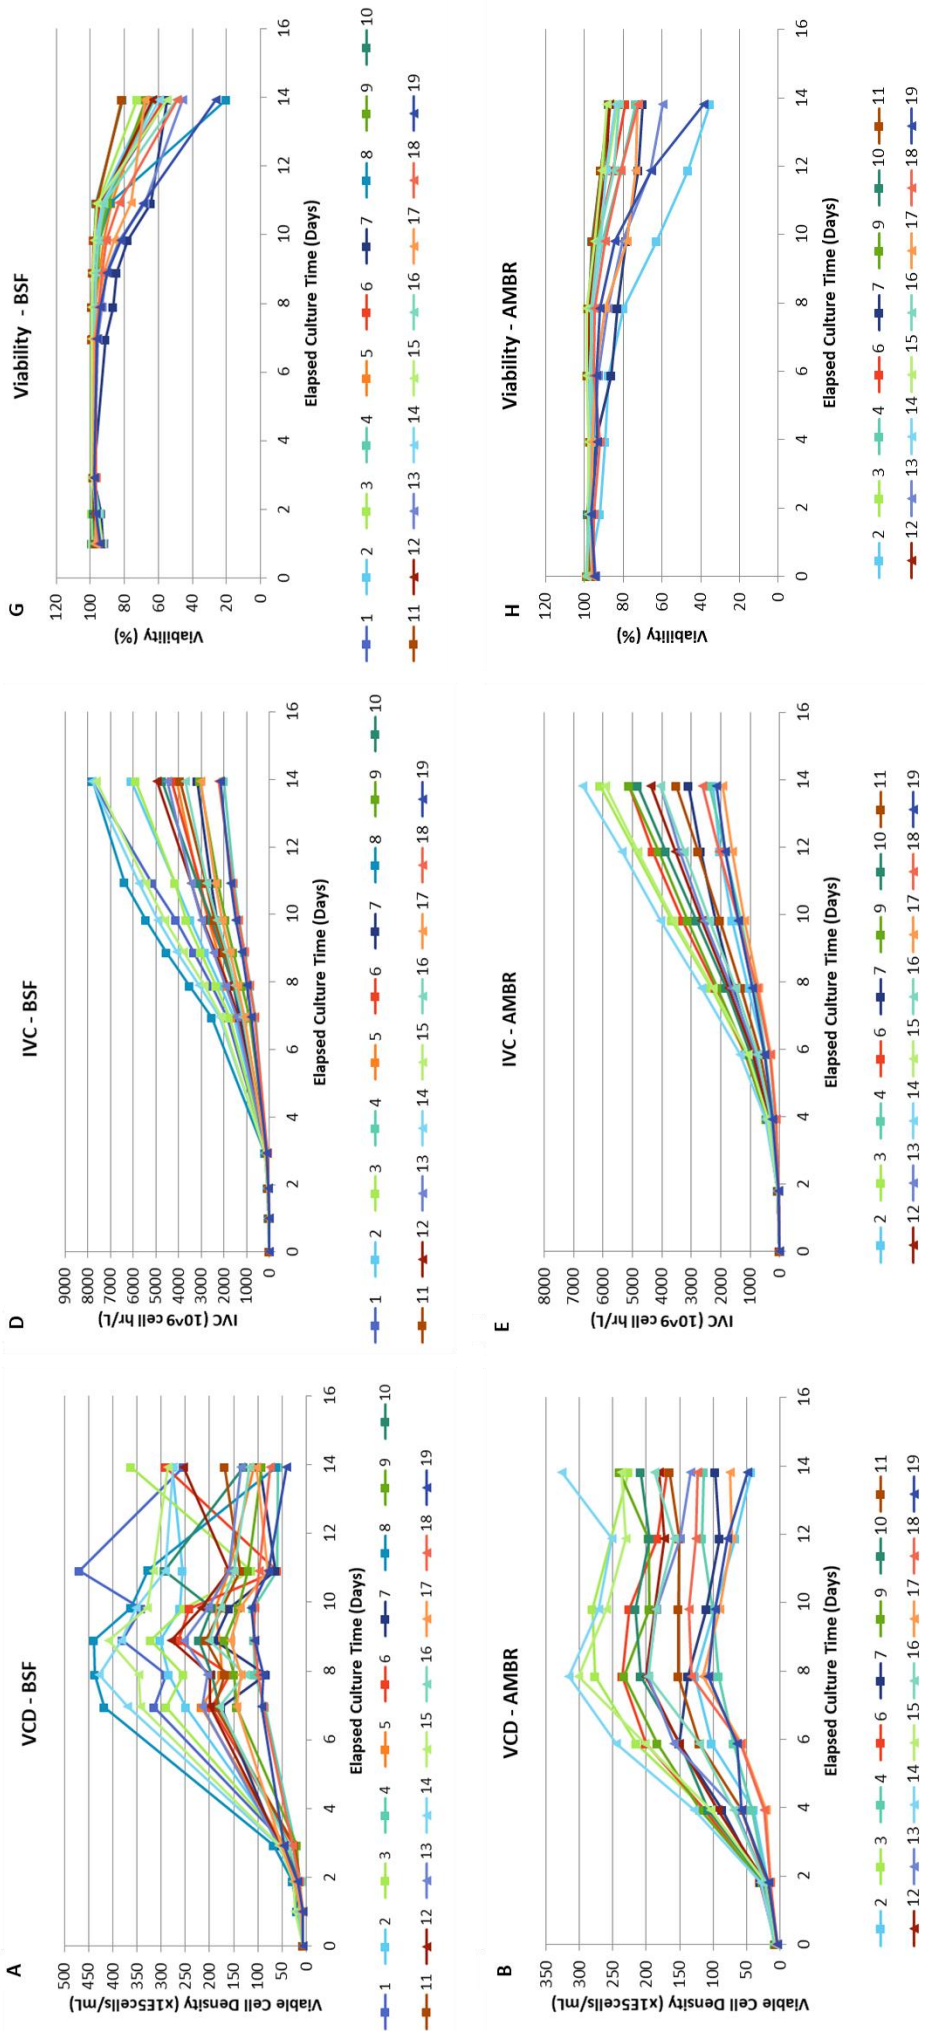 A
VCD - BSF
Viable Cell Density (x1E5cells/mL)
500
450
400
350
300
250
200
150
100
50
0
0 2 4 6 8 10 12 14 16
Elapsed Culture Time (Days)
1 2 3 4 5 6 7 8 9 10
11 12 13 14 15 16 17 18 19
D
IVC - BSF
IVC (10^9 cell hr/L)
9000
8000
7000
6000
5000
4000
3000
2000
1000
0
0 2 4 6 8 10 12 14 16
Elapsed Culture Time (Days)
1 2 3 4 5 6 7 8 9 10
11 12 13 14 15 16 17 18 19
G
Viability - BSF
Viability (%)
120
100
80
60
40
20
0
0 2 4 6 8 10 12 14 16
Elapsed Culture Time (Days)
1 2 3 4 5 6 7 8 9 10
11 12 13 14 15 16 17 18 19
B
VCD - AMBR
Viable Cell Density (x1E5cells/mL)
350
300
250
200
150
100
50
0
0 2 4 6 8 10 12 14 16
Elapsed Culture Time (Days)
2 3 4 6 7 9 10 11
12 13 14 15 16 17 18 19
E
IVC - AMBR
IVC (10^9 cell hr/L)
8000
7000
6000
5000
4000
3000
2000
1000
0
0 2 4 6 8 10 12 14 16
Elapsed Culture Time (Days)
2 3 4 6 7 9 10 11
12 13 14 15 16 17 18 19
H
Viability - AMBR
Viability (%)
120
100
80
60
40
20
0
0 2 4 6 8 10 12 14 16
Elapsed Culture Time (Days)
2 3 4 6 7 9 10 11
12 13 14 15 16 17 18 19